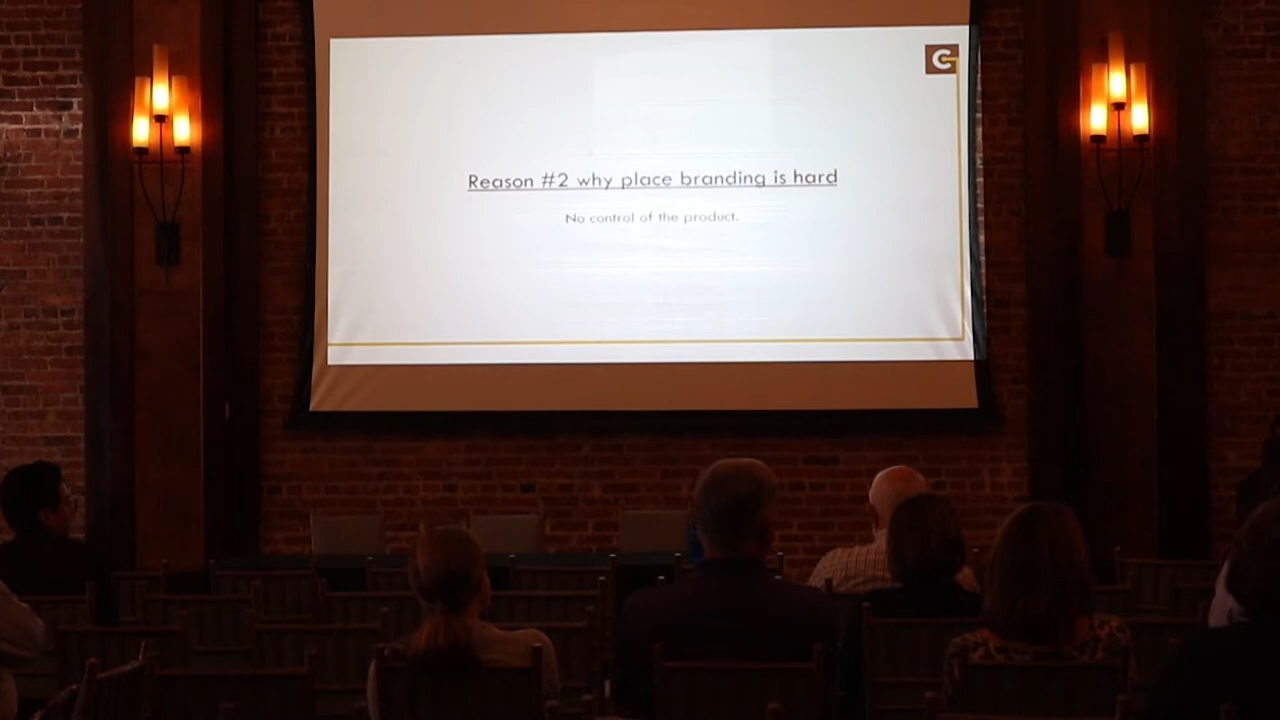 C
Reason #2 why place branding is hard
No control of the product.